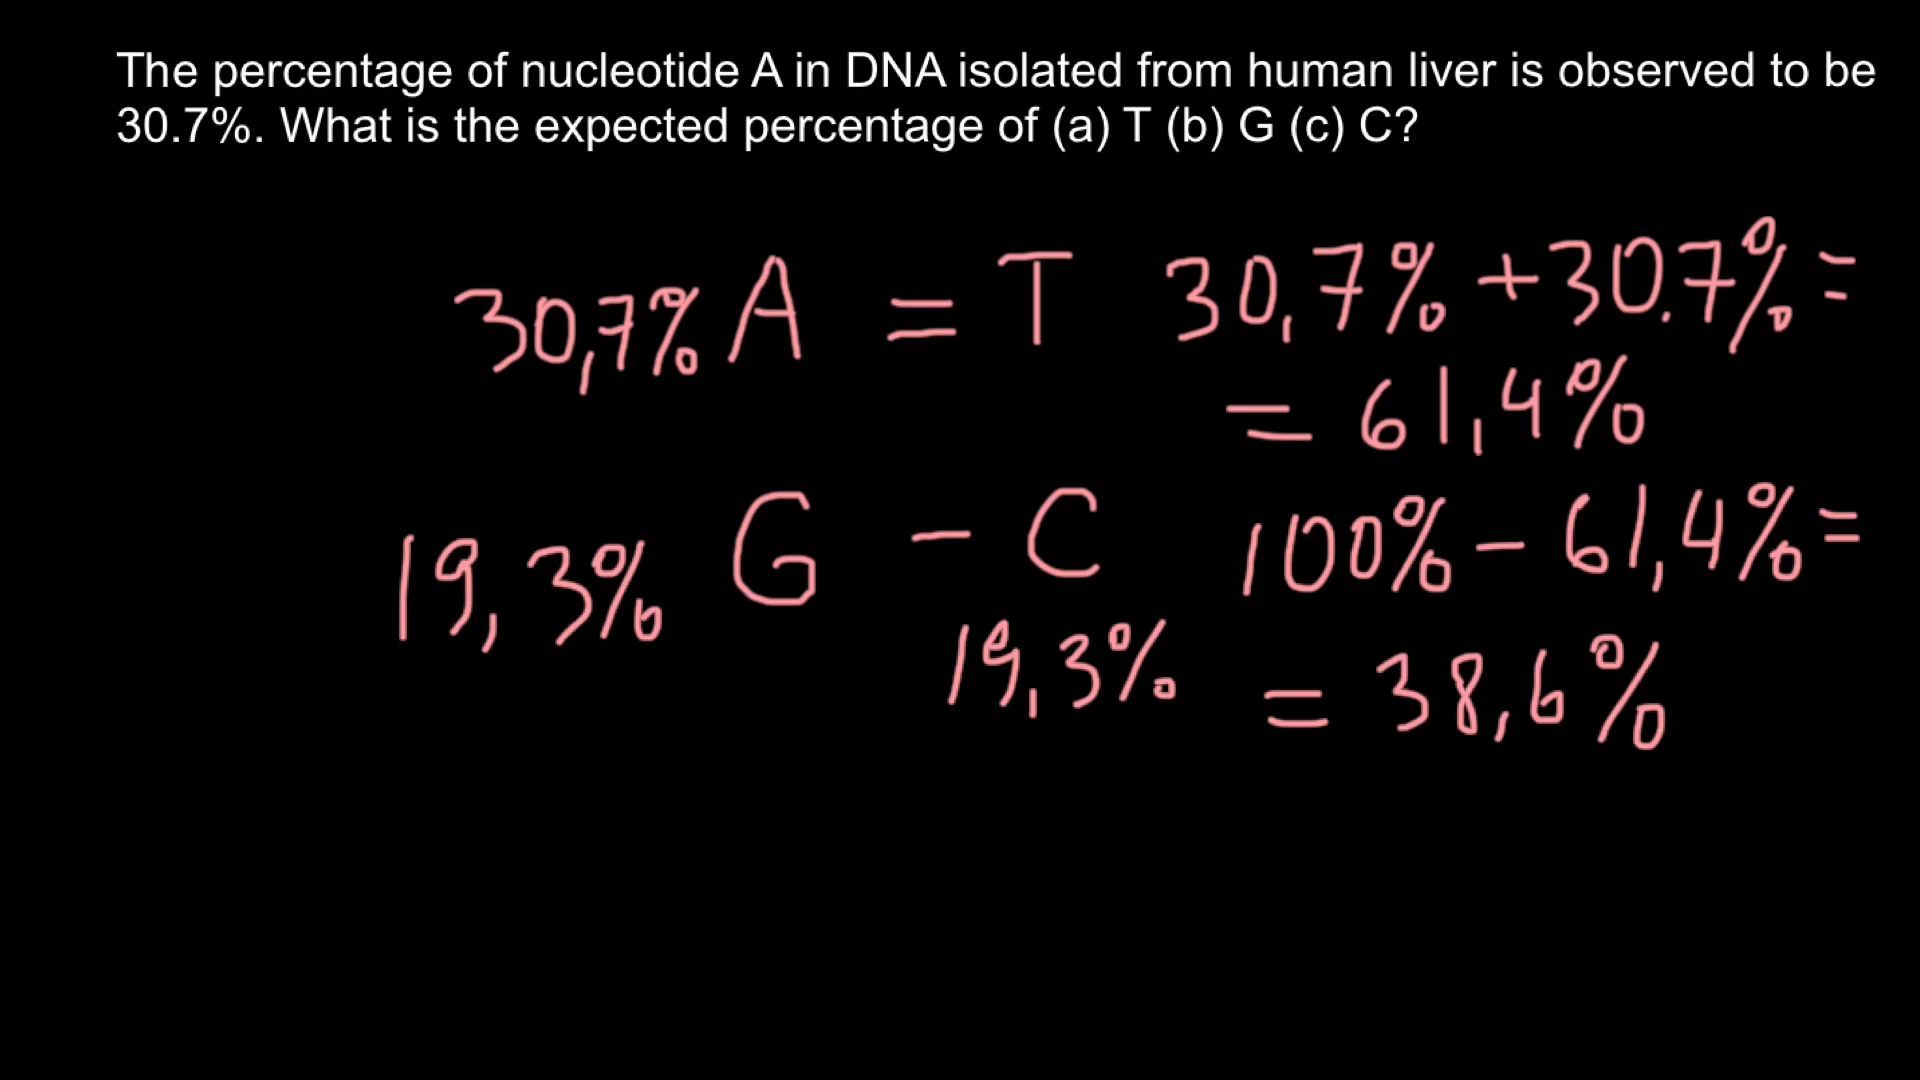 The percentage of nucleotide A in DNA isolated from human liver is observed to be
30.7%. What is the expected percentage of (a) T (b) G (c) C?
30,7% A = T 30,7% + 30.7% =
= 61,4%
19,3% G - C 100% - 61,4% =
19,3% = 38,6%